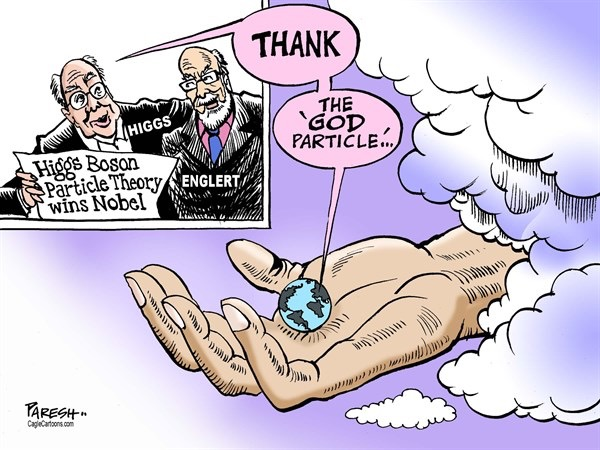 THANK
THE
'GOD
PARTICLE'...
HIGGS
ENGLERT
Higgs Boson
Particle Theory
wins Nobel
PARESH
CagleCartoons.com